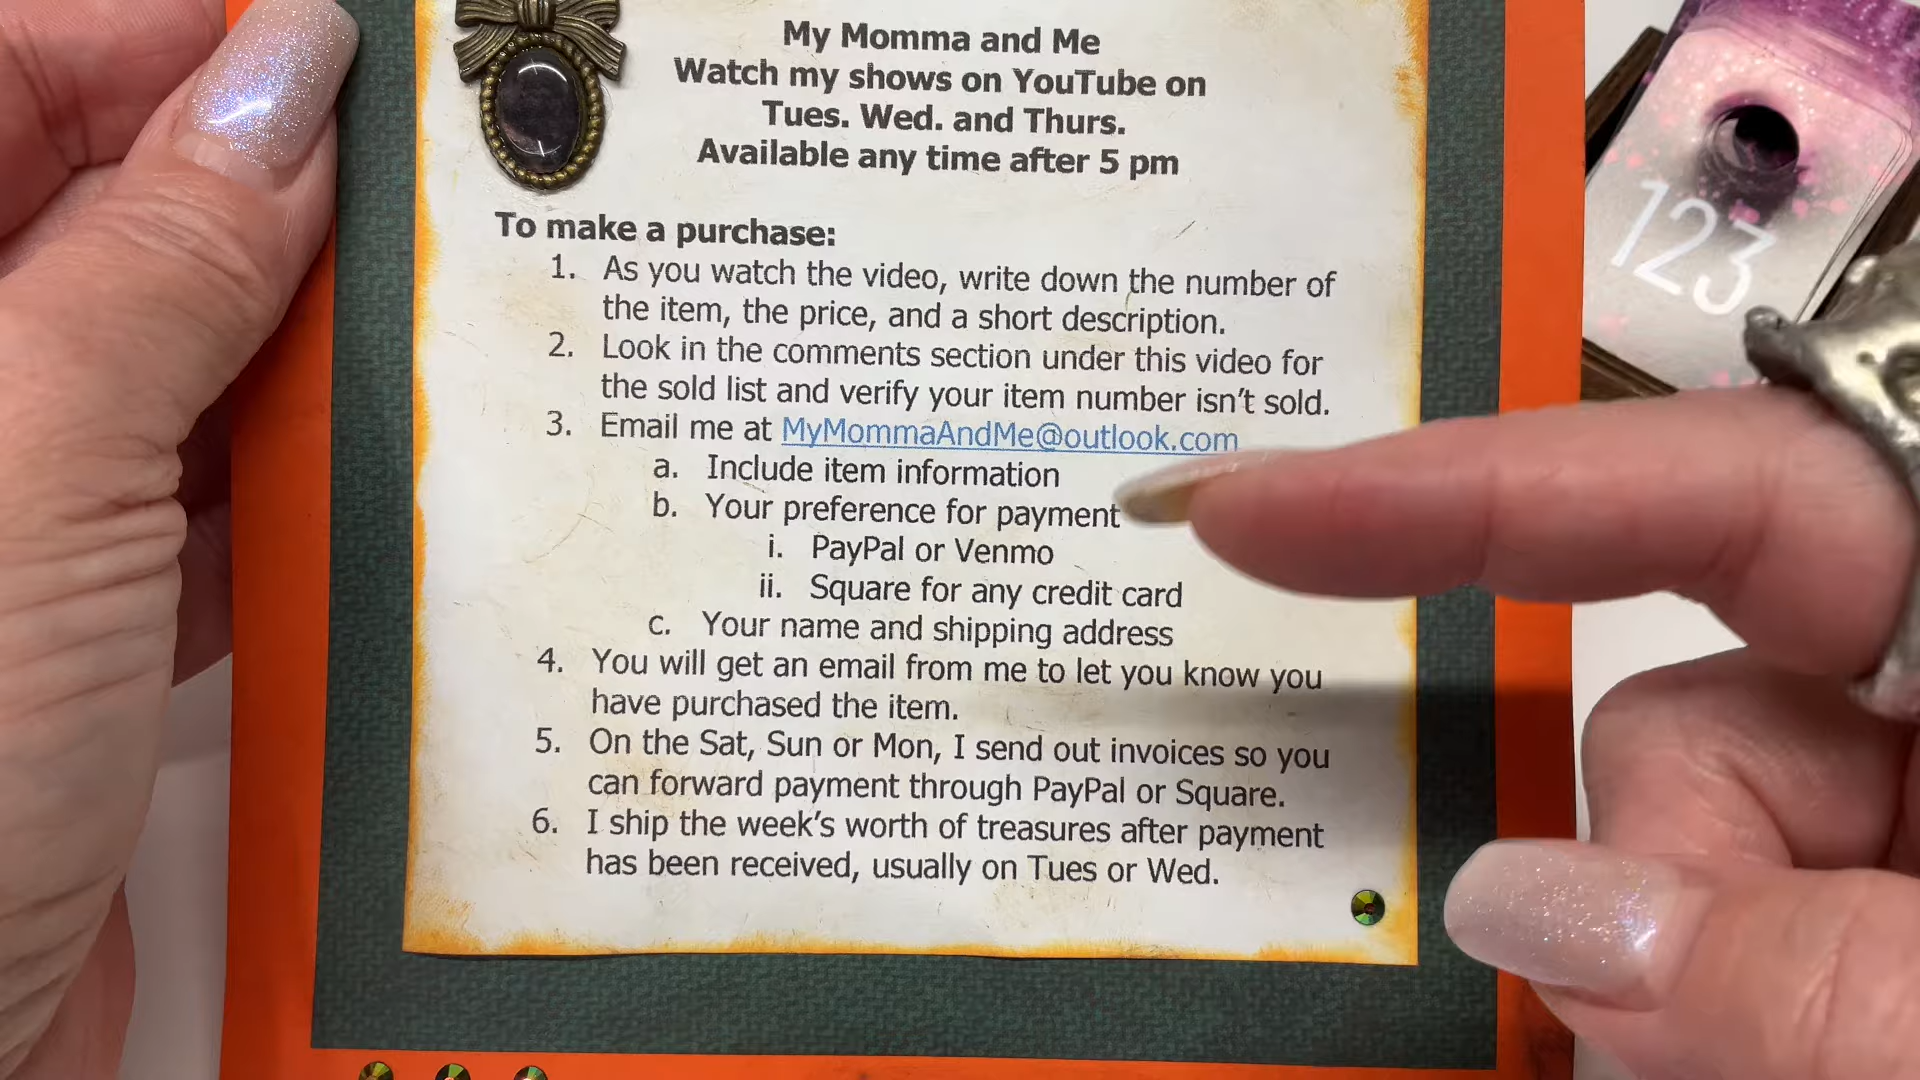 My Momma and Me
Watch my shows on YouTube on
Tues. Wed. and Thurs.
Available any time after 5 pm
To make a purchase:
1. As you watch the video, write down the number of
the item, the price, and a short description.
2. Look in the comments section under this video for
the sold list and verify your item number isn't sold.
3. Email me at MyMommaAndMe@outlook.com
a. Include item information
b. Your preference for payment
i. PayPal or Venmo
ii. Square for any credit card
c. Your name and shipping address
4. You will get an email from me to let you know you
have purchased the item.
5. On the Sat, Sun or Mon, I send out invoices so you
can forward payment through PayPal or Square.
6. I ship the week's worth of treasures after payment
has been received, usually on Tues or Wed.
123